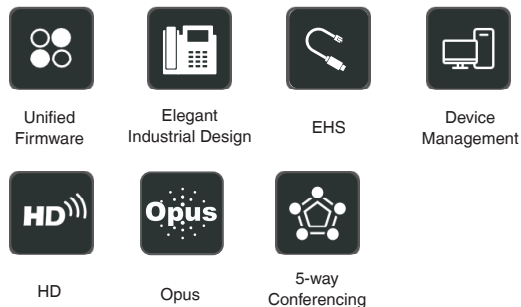 Unified
Firmware
Elegant
Industrial Design
EHS
Device
Management
HD
Opus
HD
Opus
5-way
Conferencing